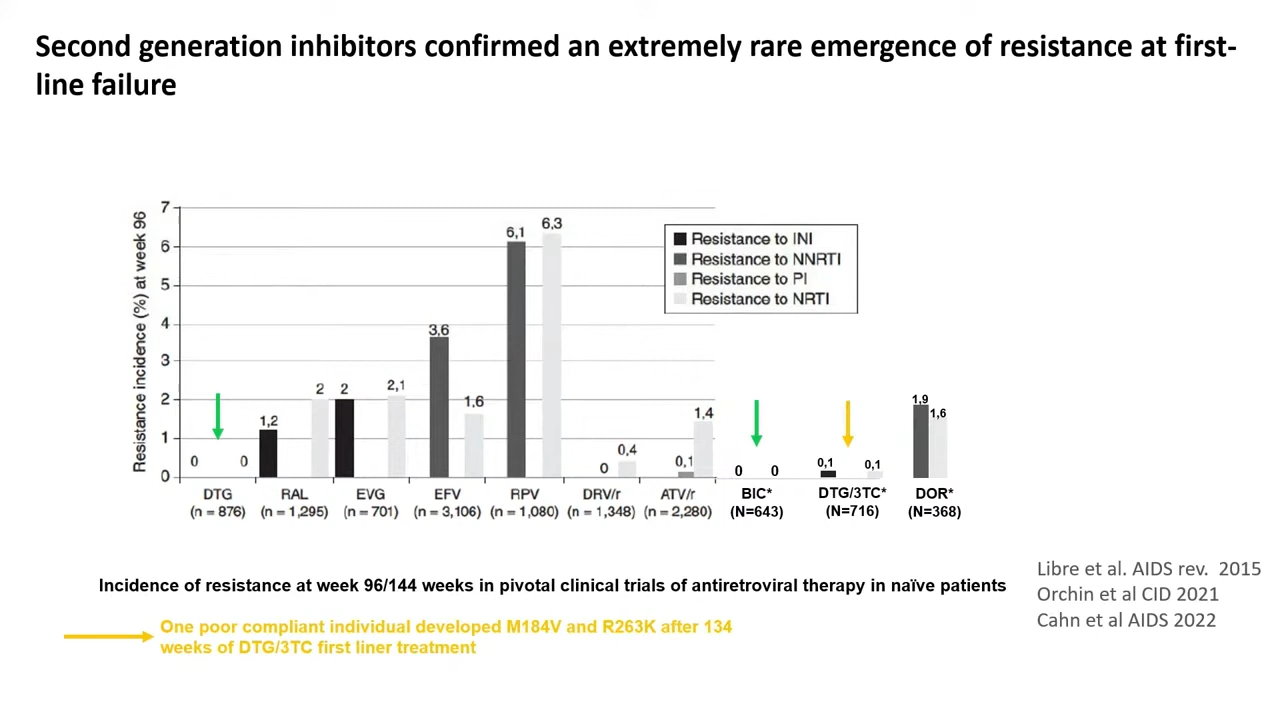 Second generation inhibitors confirmed an extremely rare emergence of resistance at first-
line failure
Resistance incidence (%) at week 96
7
6
5
4
3
2
1
0
0
0
1,2
2
2
2,1
3,6
1,6
6,1
6,3
0
0,4
0,1
1,4
0
0
0,1
0,1
1,9
1,6
Resistance to INI
Resistance to NNRTI
Resistance to PI
Resistance to NRTI
DTG
(n = 876)
RAL
(n = 1,295)
EVG
(n = 701)
EFV
(n = 3,106)
RPV
(n = 1,080)
DRV/r
(n = 1,348)
ATV/r
(n = 2,280)
BIC*
(N=643)
DTG/3TC*
(N=716)
DOR*
(N=368)
Incidence of resistance at week 96/144 weeks in pivotal clinical trials of antiretroviral therapy in naïve patients
One poor compliant individual developed M184V and R263K after 134
weeks of DTG/3TC first liner treatment
Libre et al. AIDS rev. 2015
Orchin et al CID 2021
Cahn et al AIDS 2022